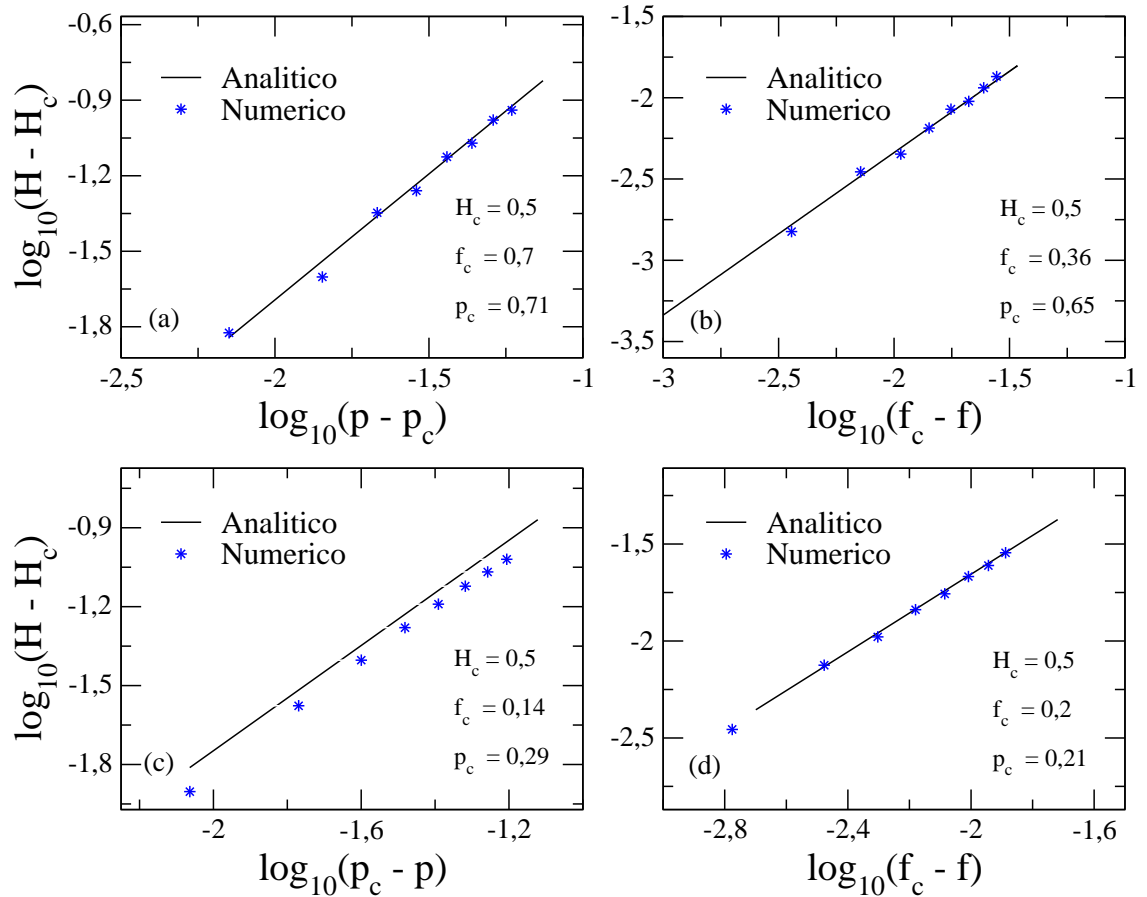 -0,6
-0,9
-1,2
-1,5
-1,8
log10(H - Hc)
Analitico
Numerico
Hc = 0,5
fc = 0,7
pc = 0,71
(a)
-2,5 -2 -1,5 -1
log10(p - pc)
-1,5
-2
-2,5
-3
-3,5
Analitico
Numerico
Hc = 0,5
fc = 0,36
pc = 0,65
(b)
-3 -2,5 -2 -1,5 -1
log10(fc - f)
-0,9
-1,2
-1,5
-1,8
log10(H - Hc)
Analitico
Numerico
Hc = 0,5
fc = 0,14
pc = 0,29
(c)
-2 -1,6 -1,2
log10(pc - p)
-1,5
-2
-2,5
Analitico
Numerico
Hc = 0,5
fc = 0,2
pc = 0,21
(d)
-2,8 -2,4 -2 -1,6
log10(fc - f)